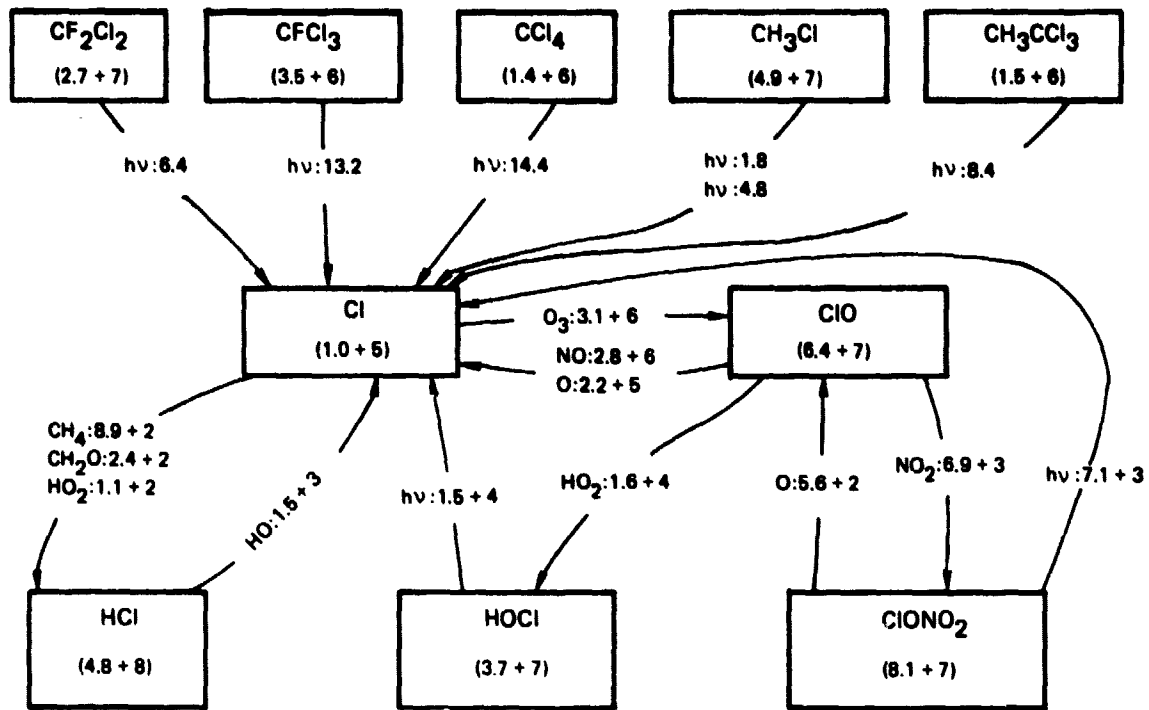 CF2Cl2
(2.7 + 7)
CFCl3
(3.5 + 6)
CCl4
(1.4 + 6)
CH3Cl
(4.9 + 7)
CH3CCl3
(1.5 + 6)
hν:6.4
hν:13.2
hν:14.4
hν:1.8
hν:4.8
hν:8.4
Cl
(1.0 + 5)
O3:3.1 + 6
NO:2.8 + 6
O:2.2 + 5
ClO
(6.4 + 7)
CH4:8.9 + 2
CH2O:2.4 + 2
HO2:1.1 + 2
HO:1.5 + 3
hν:1.5 + 4
HO2:1.6 + 4
O:5.6 + 2
NO2:6.9 + 3
hν:7.1 + 3
HCl
(4.8 + 8)
HOCl
(3.7 + 7)
ClONO2
(8.1 + 7)